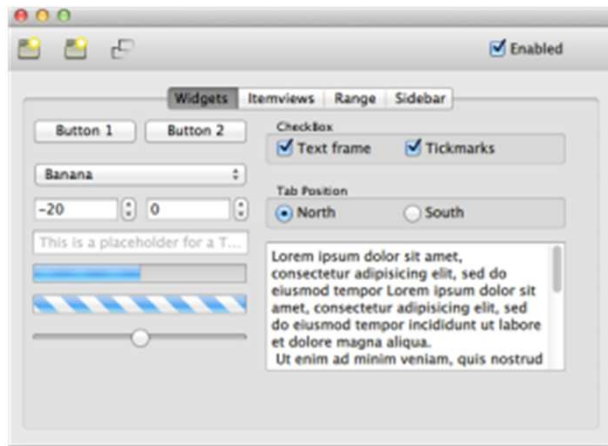 Enabled
Widgets Itemviews Range Sidebar
Button 1 Button 2
CheckBox
Text frame Tickmarks
Banana
Tab Position
-20 0
North South
This is a placeholder for a T...
Lorem ipsum dolor sit amet,
consectetur adipisicing elit, sed do
eiusmod tempor Lorem ipsum dolor sit
amet, consectetur adipisicing elit, sed
do eiusmod tempor incididunt ut labore
et dolore magna aliqua.
Ut enim ad minim veniam, quis nostrud